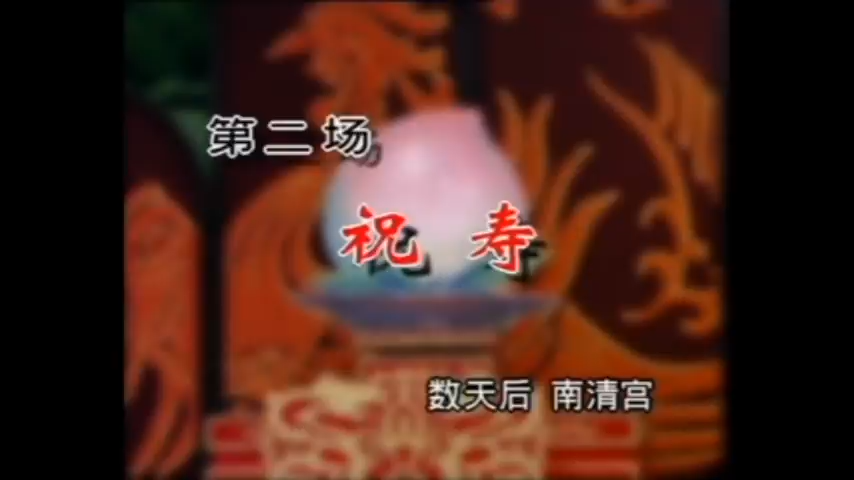 第二场
祝寿
数天后 南清宫